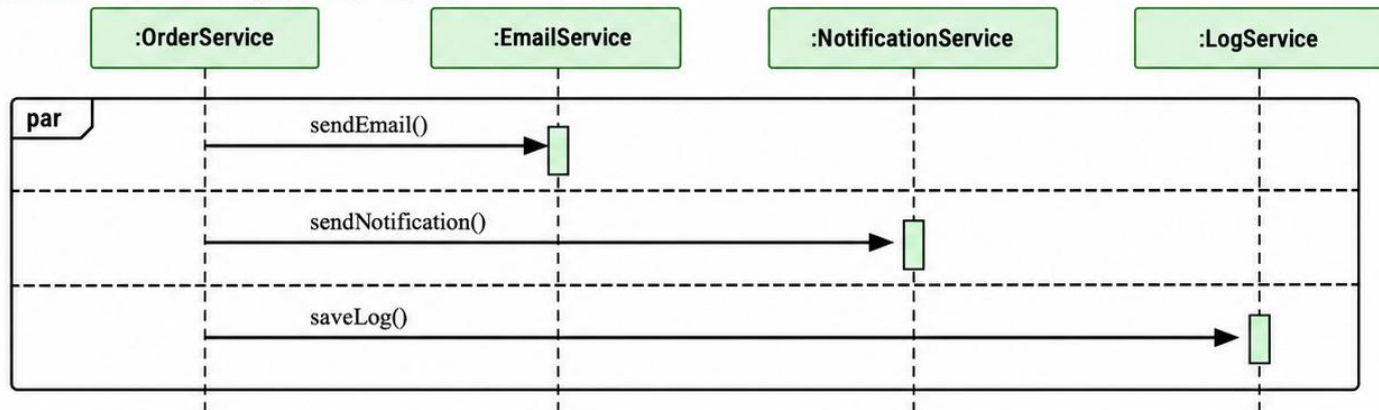 :OrderService
:EmailService
:NotificationService
:LogService
par
sendEmail()
sendNotification()
saveLog()